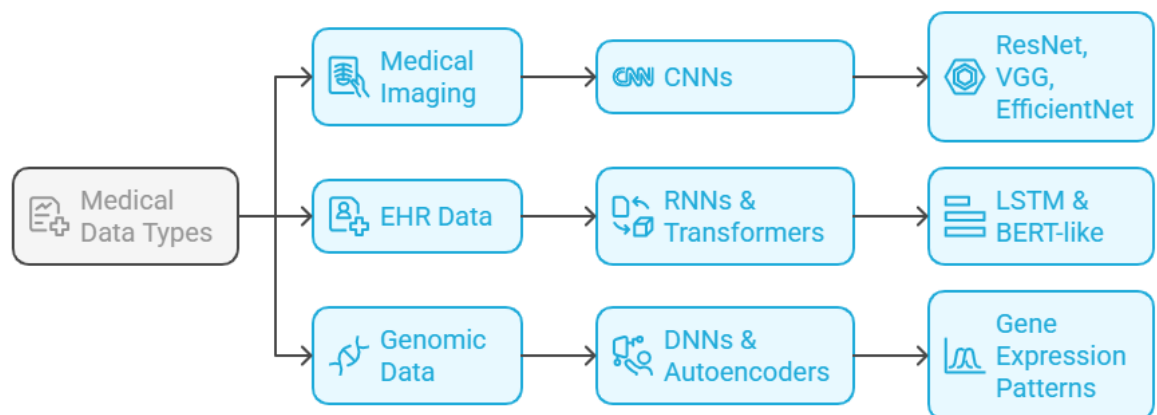 Medical
Data Types
Medical
Imaging
CNN
CNNs
ResNet,
VGG,
EfficientNet
EHR Data
RNNs &
Transformers
LSTM &
BERT-like
Genomic
Data
DNNs &
Autoencoders
Gene
Expression
Patterns